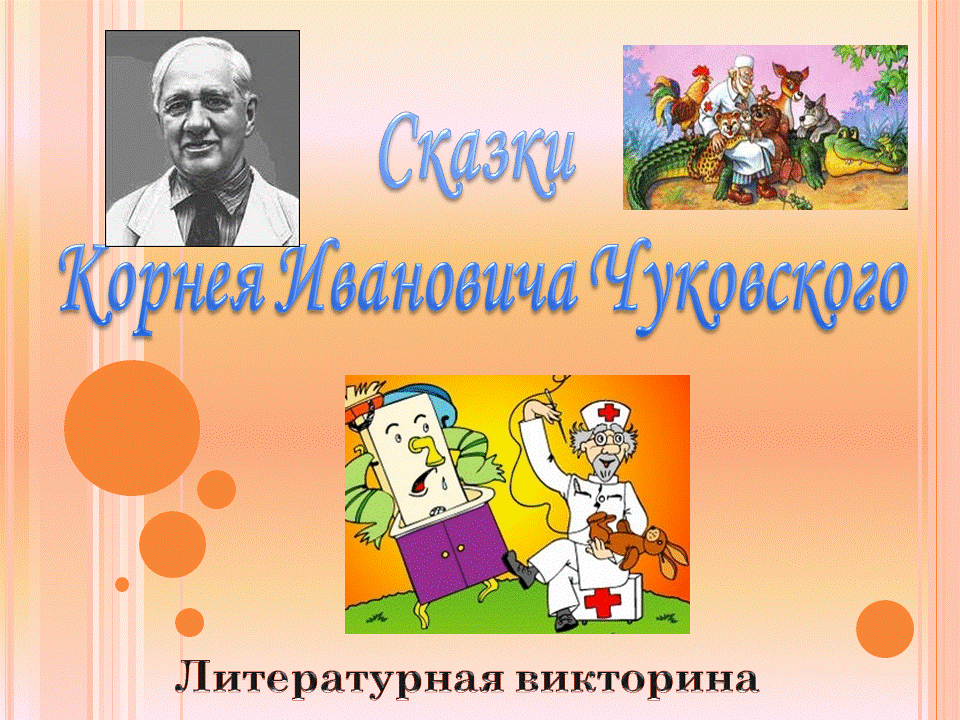 Сказки
Корнея Ивановича Чуковского
Литературная викторина